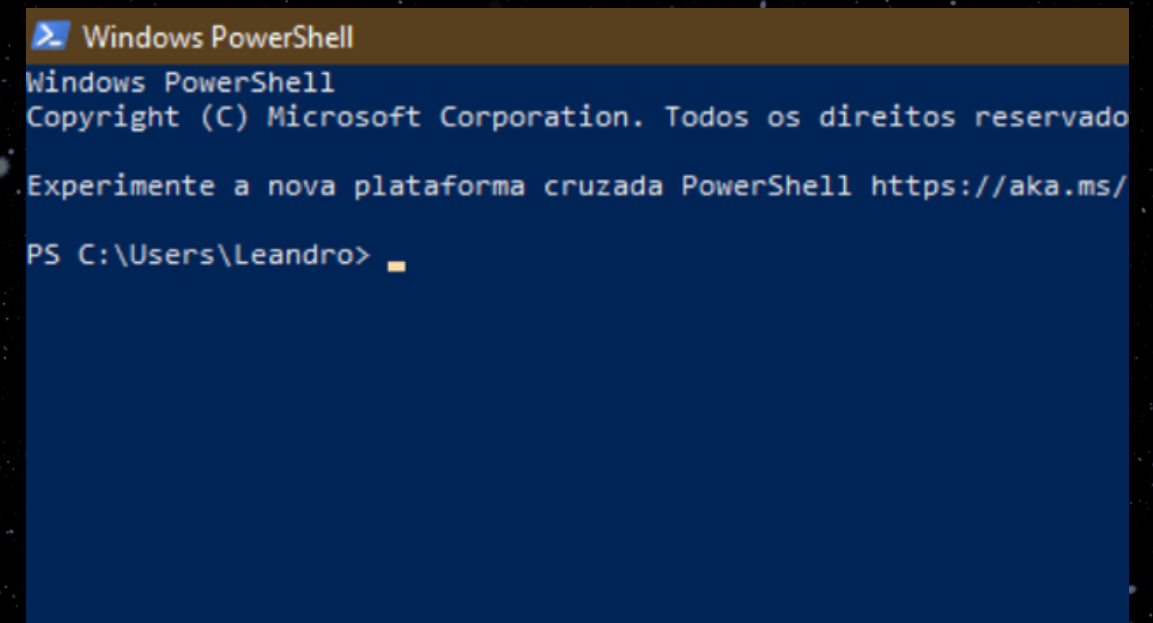 Windows PowerShell
Windows PowerShell
Copyright (C) Microsoft Corporation. Todos os direitos reservado
Experimente a nova plataforma cruzada PowerShell https://aka.ms/
PS C:\Users\Leandro>